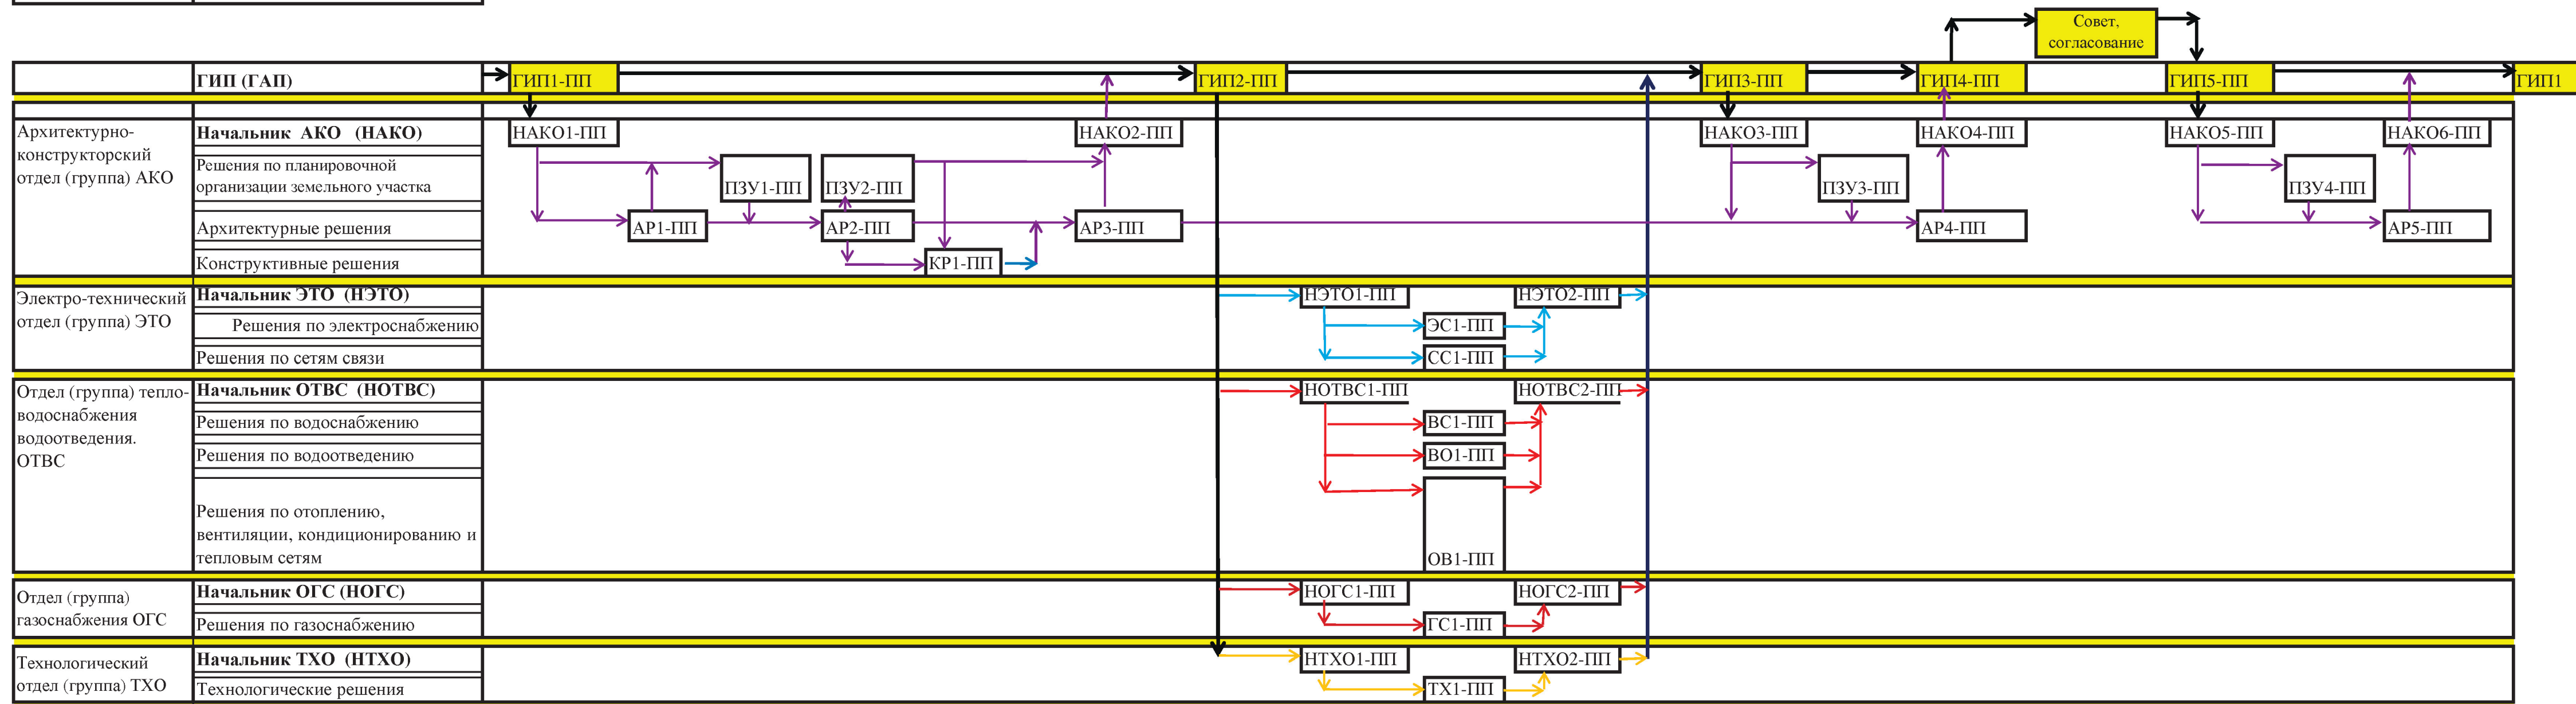 Совет,
согласование
ГИП (ГАП)
ГИП1-ПП
ГИП2-ПП
ГИП3-ПП
ГИП4-ПП
ГИП5-ПП
ГИП1
Архитектурно-
конструкторский
отдел (группа) АКО
Начальник АКО (НАКО)
НАКО1-ПП
НАКО2-ПП
НАКО3-ПП
НАКО4-ПП
НАКО5-ПП
НАКО6-ПП
Решения по планировочной
организации земельного участка
ПЗУ1-ПП
ПЗУ2-ПП
ПЗУ3-ПП
ПЗУ4-ПП
Архитектурные решения
АР1-ПП
АР2-ПП
АР3-ПП
АР4-ПП
АР5-ПП
Конструктивные решения
КР1-ПП
Электро-технический
отдел (группа) ЭТО
Начальник ЭТО (НЭТО)
НЭТО1-ПП
НЭТО2-ПП
Решения по электроснабжению
ЭС1-ПП
Решения по сетям связи
СС1-ПП
Отдел (группа) тепло-
водоснабжения
водоотведения.
ОТВС
Начальник ОТВС (НОТВС)
НОТВС1-ПП
НОТВС2-ПП
Решения по водоснабжению
ВС1-ПП
Решения по водоотведению
ВО1-ПП
Решения по отоплению,
вентиляции, кондиционированию и
тепловым сетям
ОВ1-ПП
Отдел (группа)
газоснабжения ОГС
Начальник ОГС (НОГС)
НОГС1-ПП
НОГС2-ПП
Решения по газоснабжению
ГС1-ПП
Технологический
отдел (группа) ТХО
Начальник ТХО (НТХО)
НТХО1-ПП
НТХО2-ПП
Технологические решения
ТХ1-ПП